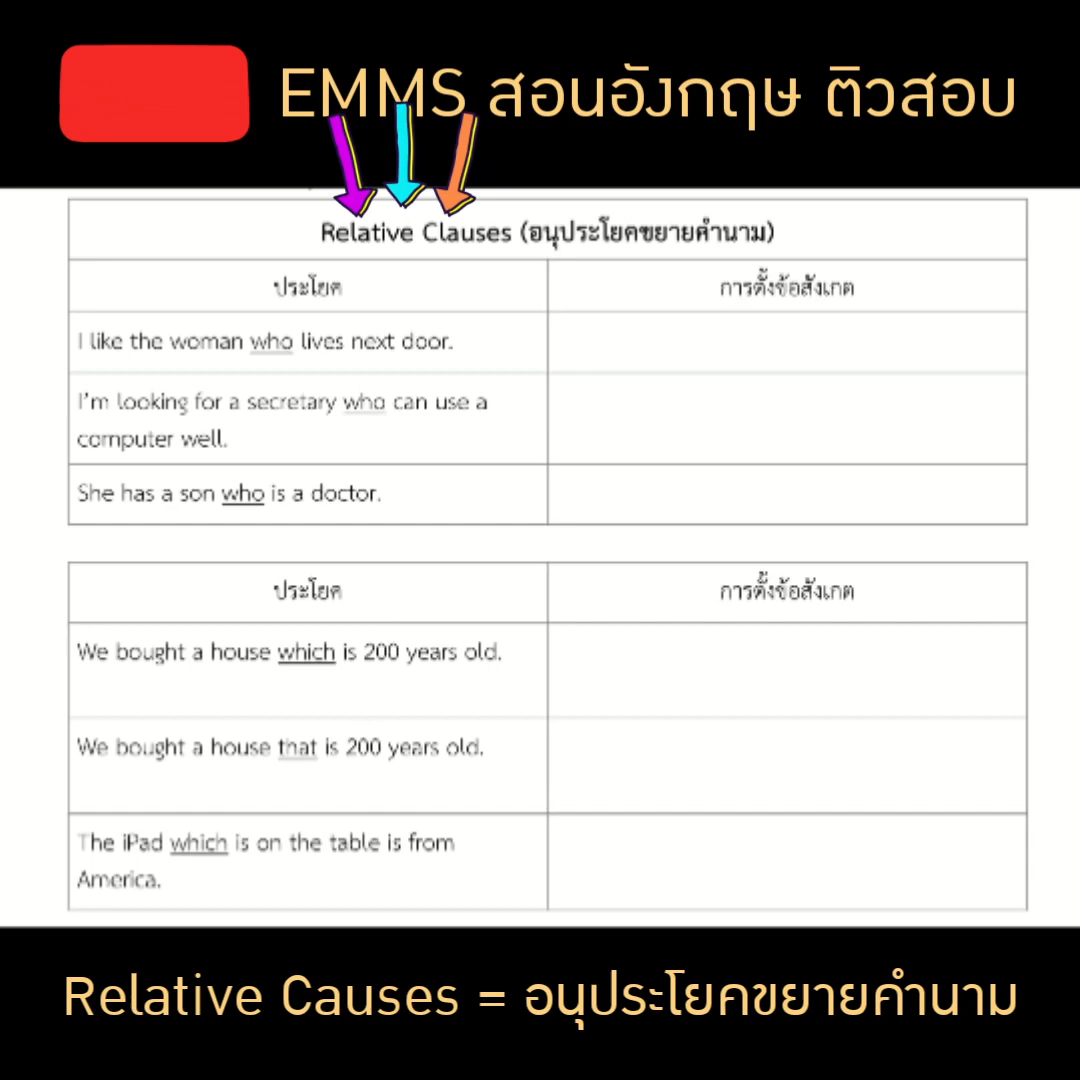 EMMS สอนอังกฤษ ติวสอบ
Relative Clauses (อนุประโยคขยายคำนาม)
ประโยค
การตั้งข้อสังเกต
I like the woman who lives next door.
I'm looking for a secretary who can use a
computer well.
She has a son who is a doctor.
ประโยค
การตั้งข้อสังเกต
We bought a house which is 200 years old.
We bought a house that is 200 years old.
The iPad which is on the table is from
America.
Relative Causes = อนุประโยคขยายคำนาม